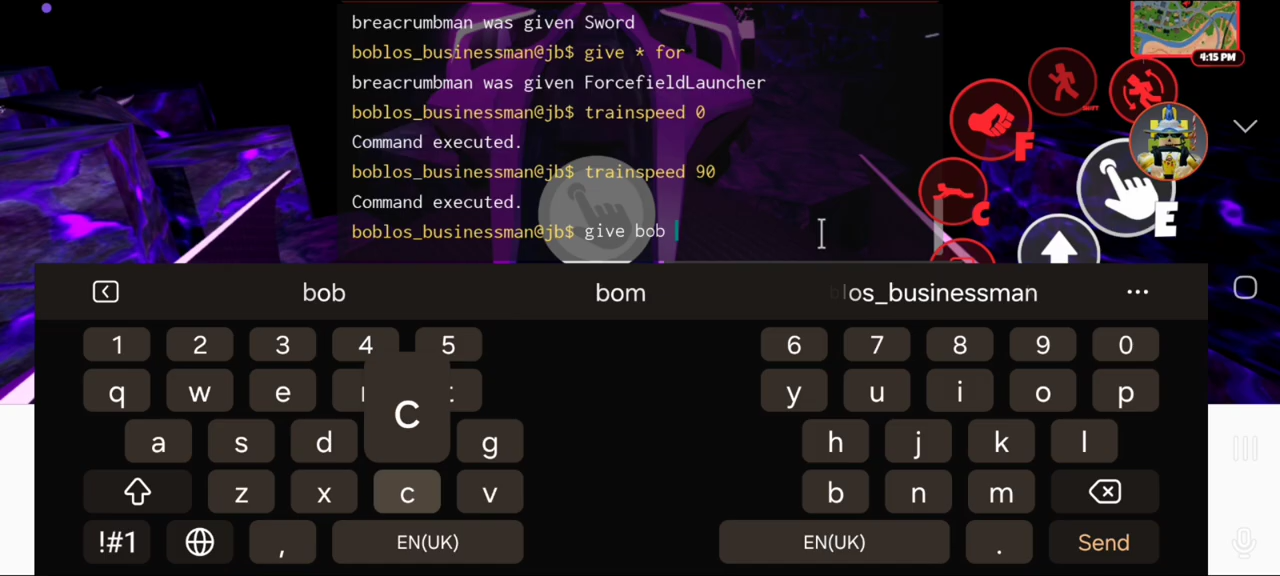 breacrumbman was given Sword
boblos_businessman@jb$ give * for
breacrumbman was given ForcefieldLauncher
boblos_businessman@jb$ trainspeed 0
Command executed.
boblos_businessman@jb$ trainspeed 90
Command executed.
boblos_businessman@jb$ give bob
4:15 PM
F
C
E
bob bom blos_businessman ...
1 2 3 4 5 6 7 8 9 0
q w e r t y u i o p
c
a s d g h j k l
z x c v b n m
!#1 , EN(UK) EN(UK) . Send